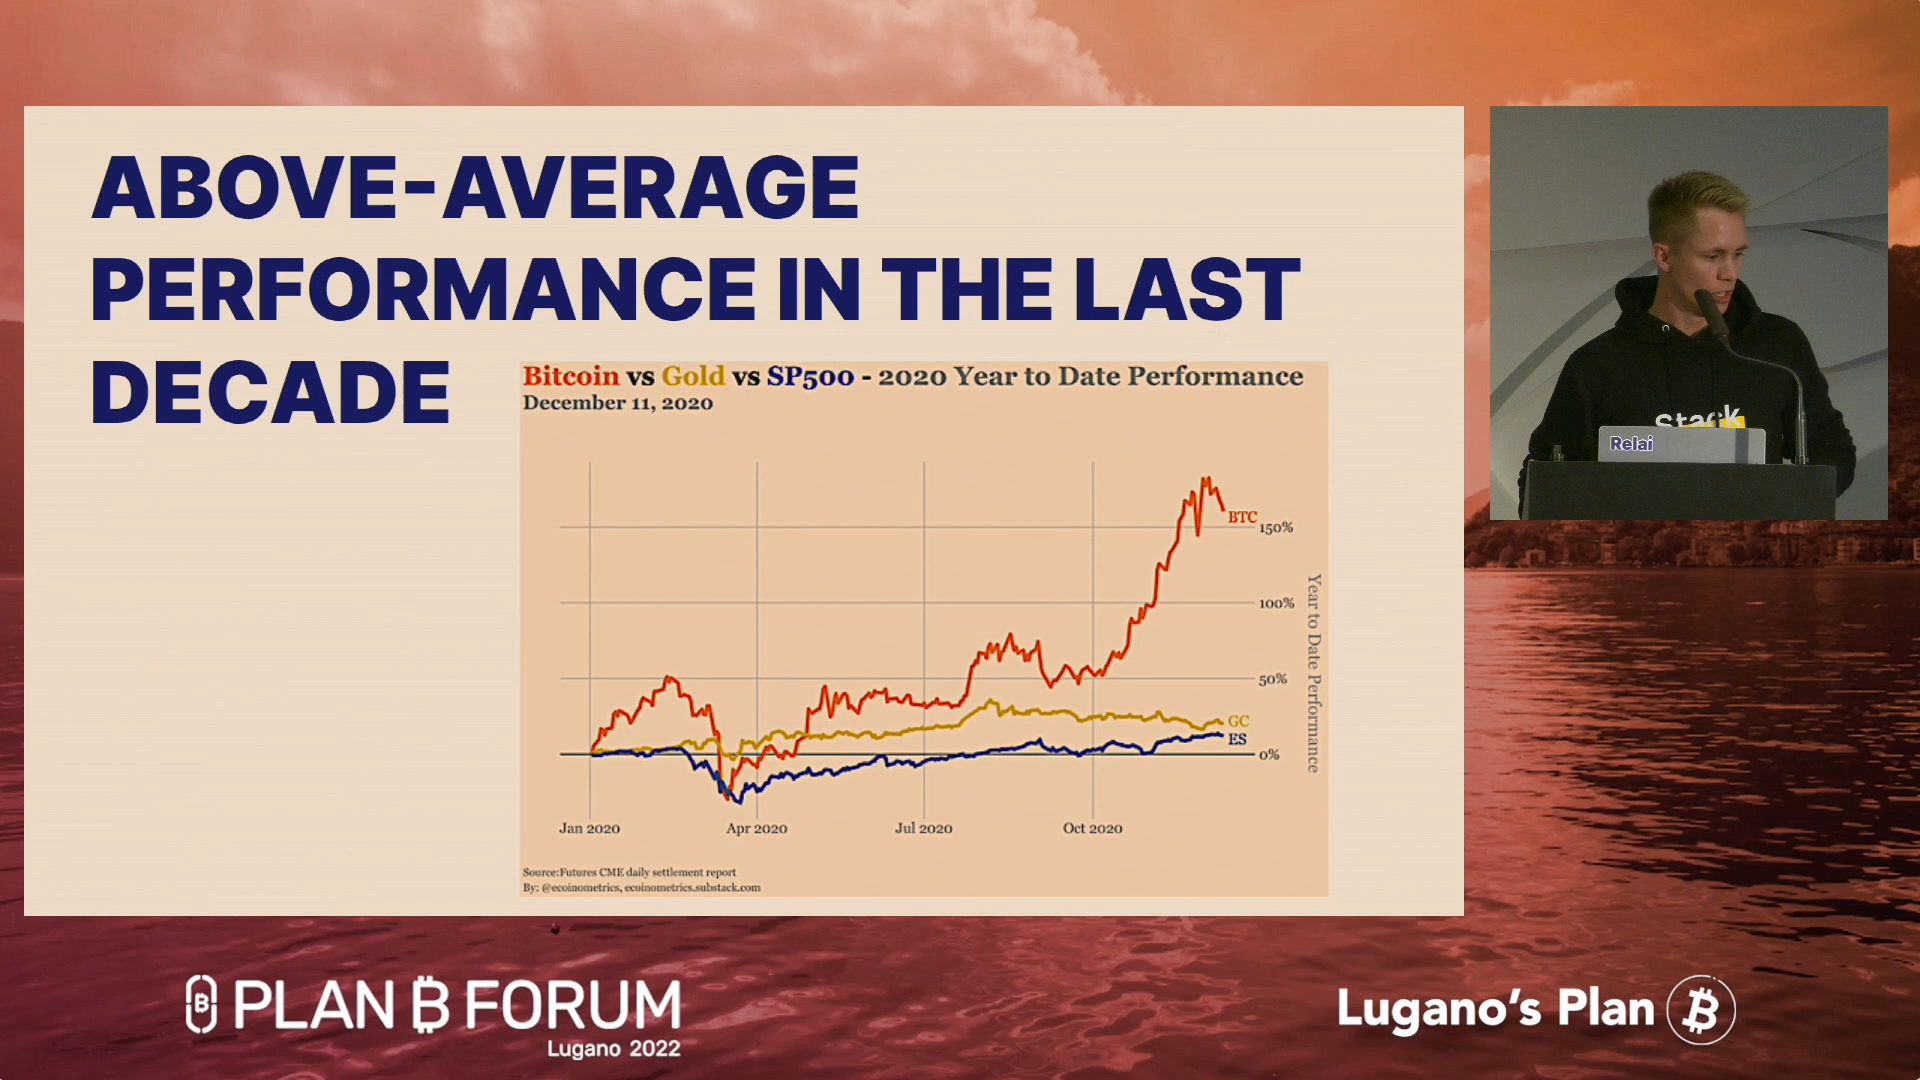 ABOVE-AVERAGE
PERFORMANCE IN THE LAST
DECADE
Bitcoin vs Gold vs SP500 - 2020 Year to Date Performance
December 11, 2020
BTC
150%
100%
50%
GC
ES
0%
Year to Date Performance
Jan 2020 Apr 2020 Jul 2020 Oct 2020
Source:Futures CME daily settlement report
By: @ecoinometrics, ecoinometrics.substack.com
Stack
Relai
PLAN ₿ FORUM
Lugano 2022
Lugano's Plan ₿